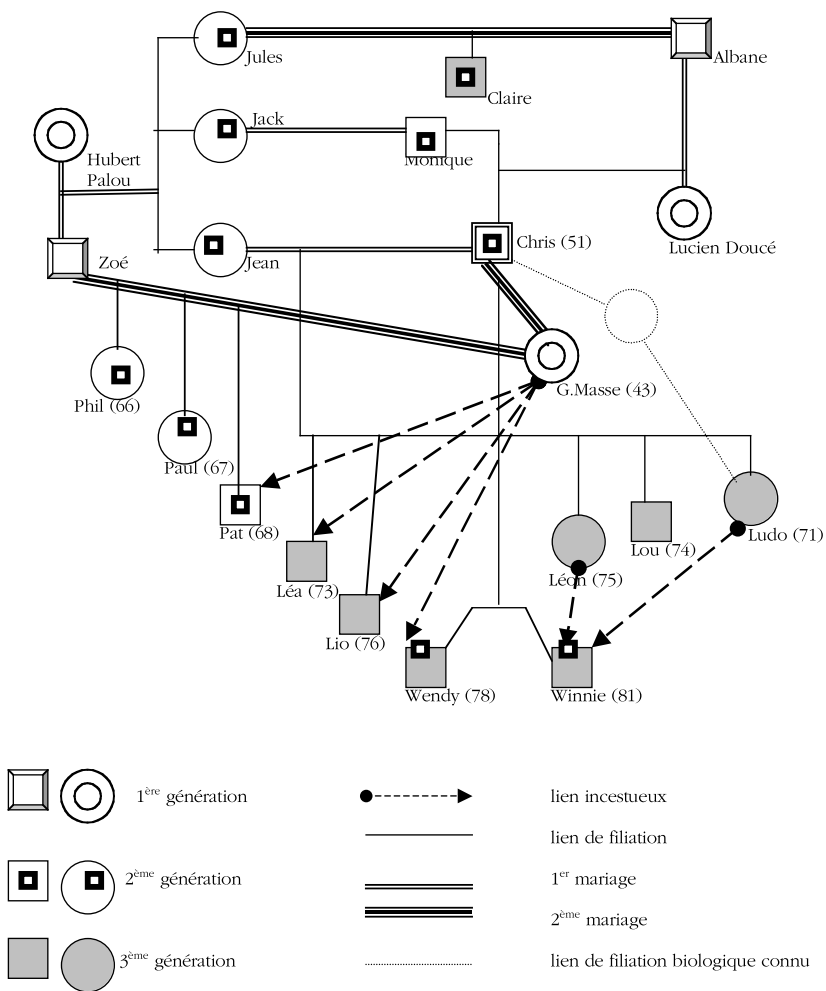 Jules
Albane
Claire
Jack
Monique
Hubert
Palou
Chris (51)
Lucien Doucé
Zoé
Jean
G.Masse (43)
Phil (66)
Paul (67)
Pat (68)
Ludo (71)
Lou (74)
Léon (75)
Léa (73)
Lio (76)
Wendy (78)
Winnie (81)
1ère génération
lien incestueux
lien de filiation
2ème génération
1er mariage
2ème mariage
3ème génération
lien de filiation biologique connu